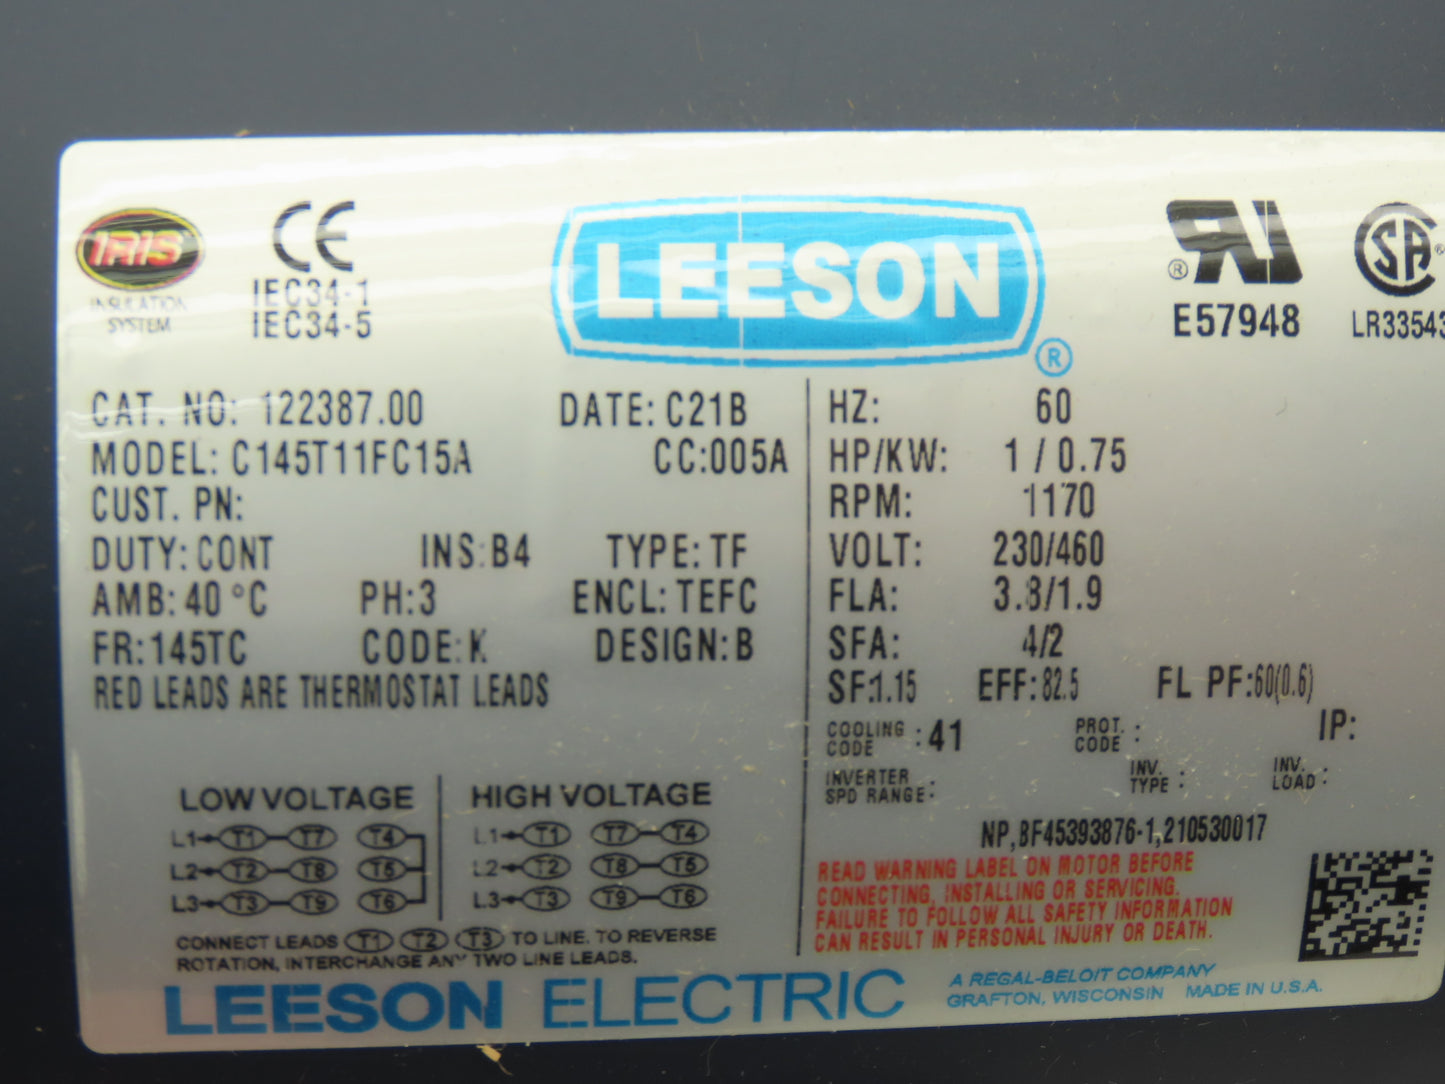 IRIS
INSULATION
SYSTEM
CE
IEC34-1
IEC34-5
LEESON
®
® RU
E57948
SA ®
LR33543
CAT. NO: 122387.00 DATE: C21B
MODEL: C145T11FC15A CC:005A
CUST. PN:
DUTY: CONT INS:B4 TYPE: TF
AMB: 40 °C PH:3 ENCL: TEFC
FR:145TC CODE:K DESIGN:B
RED LEADS ARE THERMOSTAT LEADS
HZ: 60
HP/KW: 1 / 0.75
RPM: 1170
VOLT: 230/460
FLA: 3.8/1.9
SFA: 4/2
SF:1.15 EFF:82.5 FL PF:60(0.6)
COOLING CODE :41 PROT. CODE : IP:
INVERTER SPD RANGE: INV. TYPE : INV. LOAD :
NP,BF45393876-1,210530017
LOW VOLTAGE
L1 T1 T7 T4
L2 T2 T8 T5
L3 T3 T9 T6
HIGH VOLTAGE
L1 T1 T7 T4
L2 T2 T8 T5
L3 T3 T9 T6
CONNECT LEADS T1 T2 T3 TO LINE. TO REVERSE
ROTATION, INTERCHANGE ANY TWO LINE LEADS.
READ WARNING LABEL ON MOTOR BEFORE
CONNECTING, INSTALLING OR SERVICING.
FAILURE TO FOLLOW ALL SAFETY INFORMATION
CAN RESULT IN PERSONAL INJURY OR DEATH.
LEESON ELECTRIC
A REGAL-BELOIT COMPANY
GRAFTON, WISCONSIN MADE IN U.S.A.